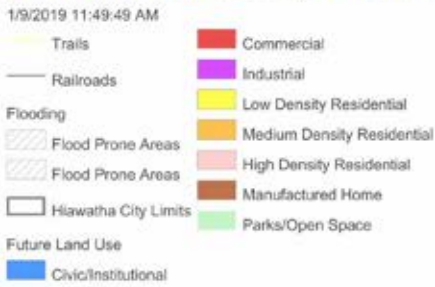 1/9/2019 11:49:49 AM
Trails
Railroads
Flooding
Flood Prone Areas
Flood Prone Areas
Hiawatha City Limits
Future Land Use
Civic/Institutional
Commercial
Industrial
Low Density Residential
Medium Density Residential
High Density Residential
Manufactured Home
Parks/Open Space